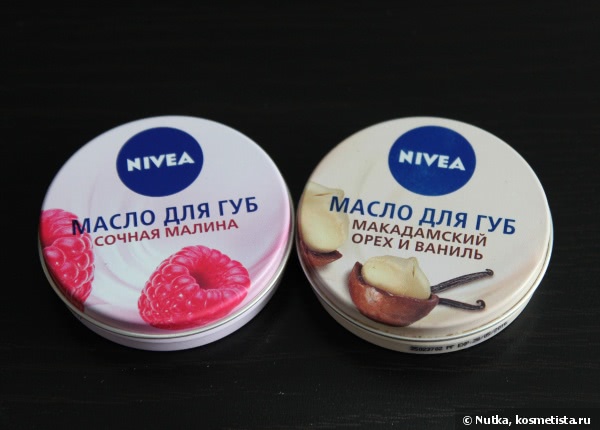 NIVEA
МАСЛО ДЛЯ ГУБ
СОЧНАЯ МАЛИНА
NIVEA
МАСЛО ДЛЯ ГУБ
МАКАДАМСКИЙ
ОРЕХ И ВАНИЛЬ
© Nutka, kosmetista.ru